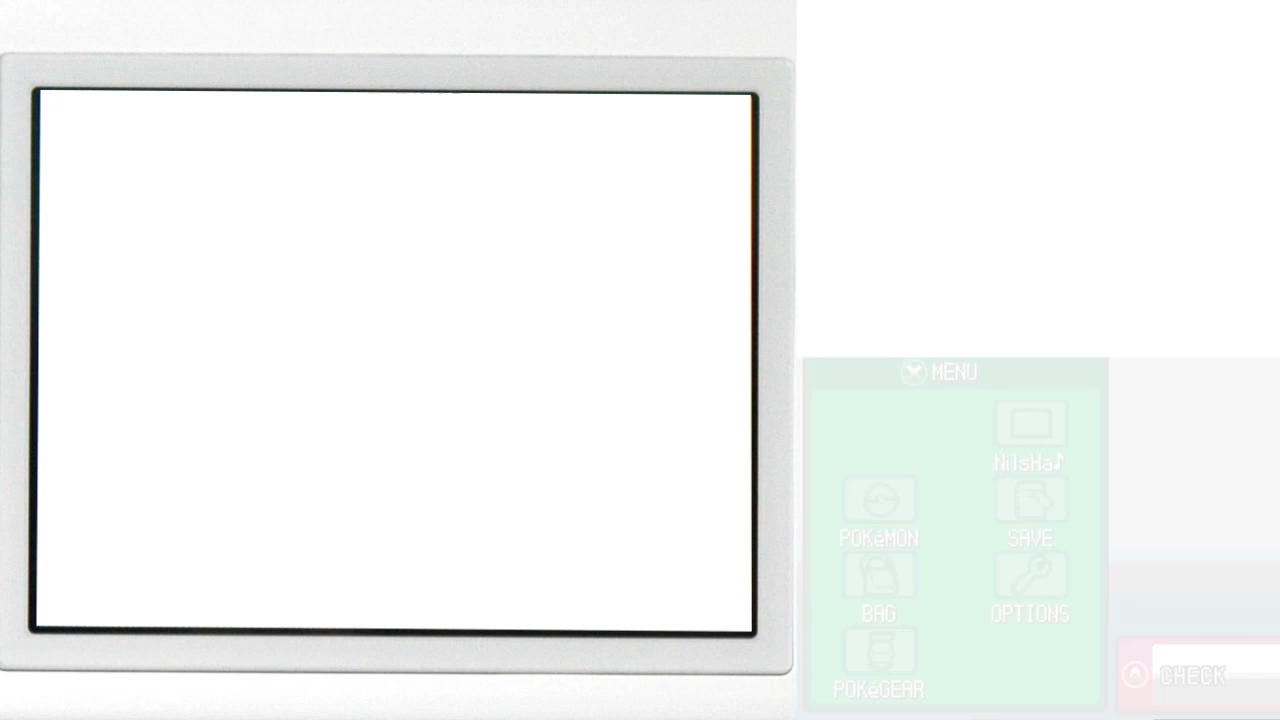 MENU
NilsHa♪
POKéMON
SAVE
BAG
OPTIONS
POKéGEAR
CHECK